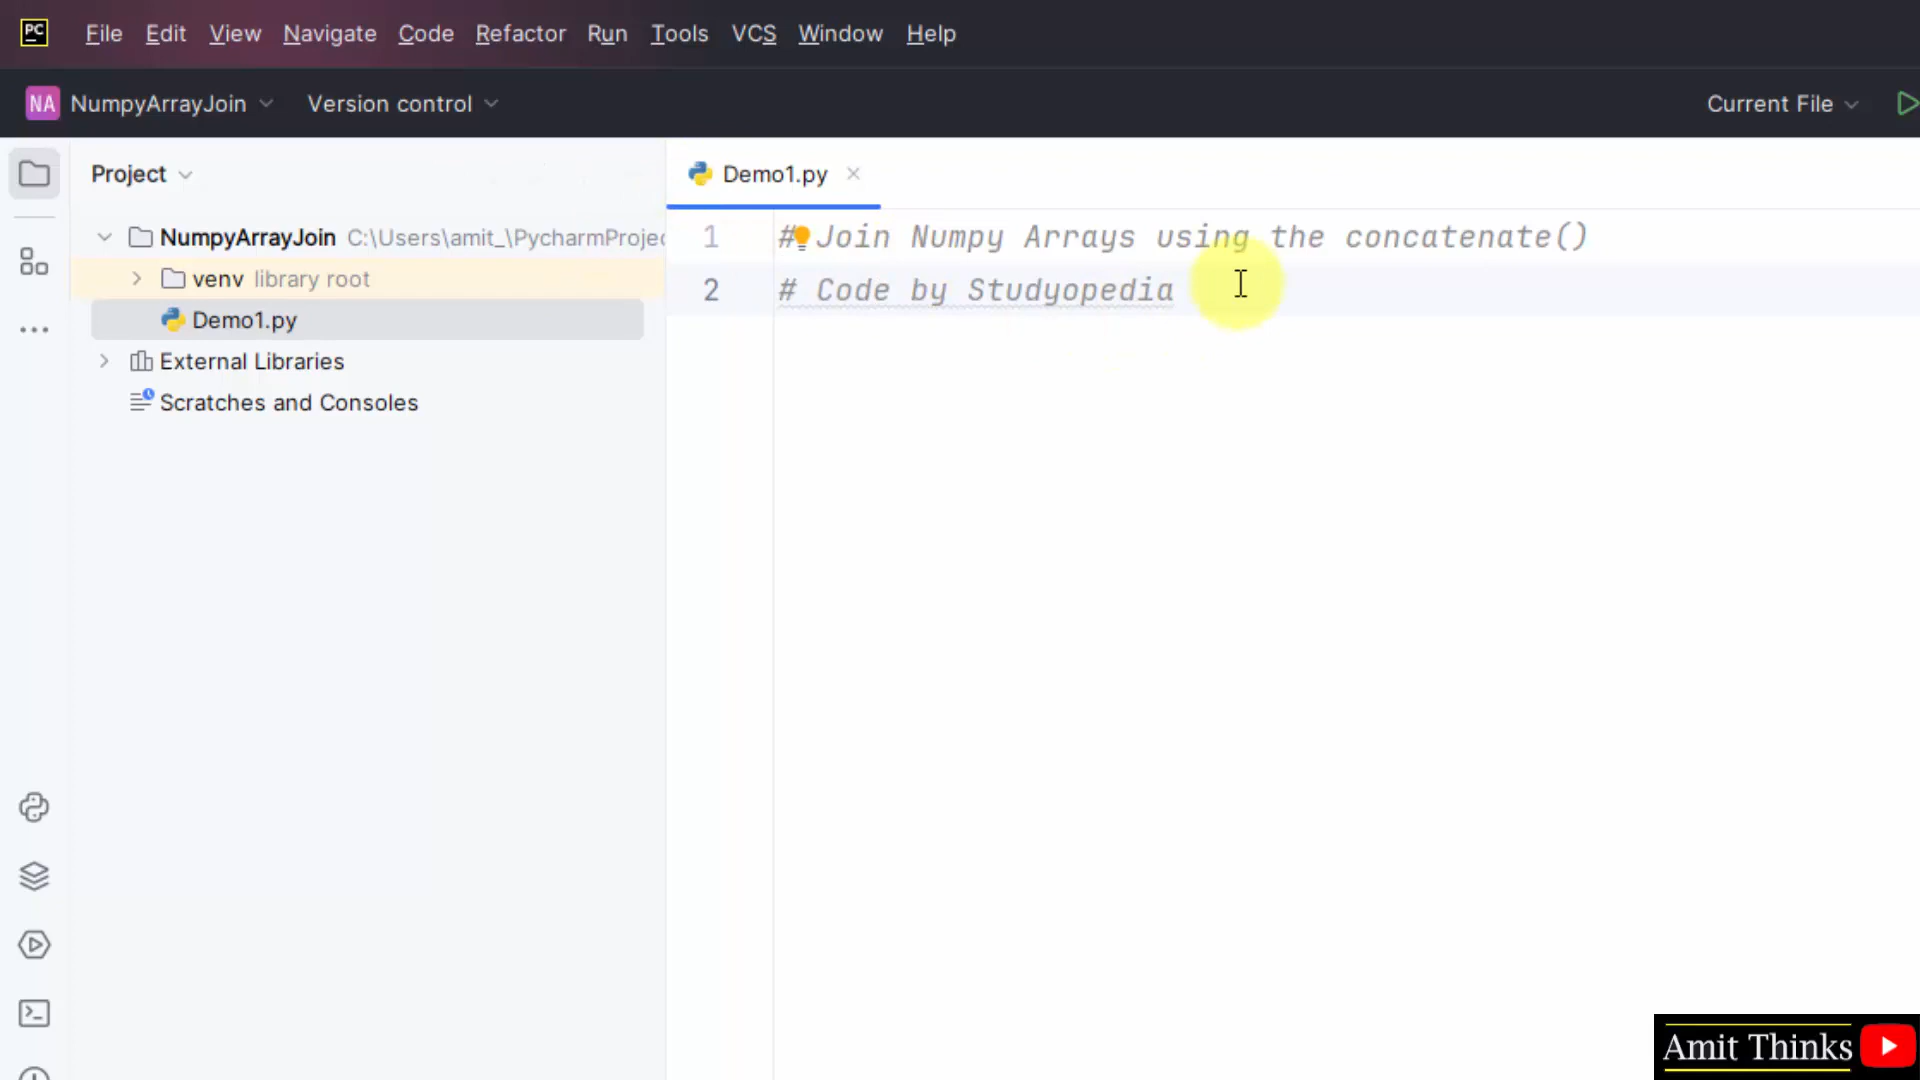 PC
File Edit View Navigate Code Refactor Run Tools VCS Window Help
NA NumpyArrayJoin Version control Current File
Project
Demo1.py
NumpyArrayJoin C:\Users\amit_\PycharmProjec
venv library root
Demo1.py
External Libraries
Scratches and Consoles
1 # Join Numpy Arrays using the concatenate()
2 # Code by Studyopedia
Amit Thinks